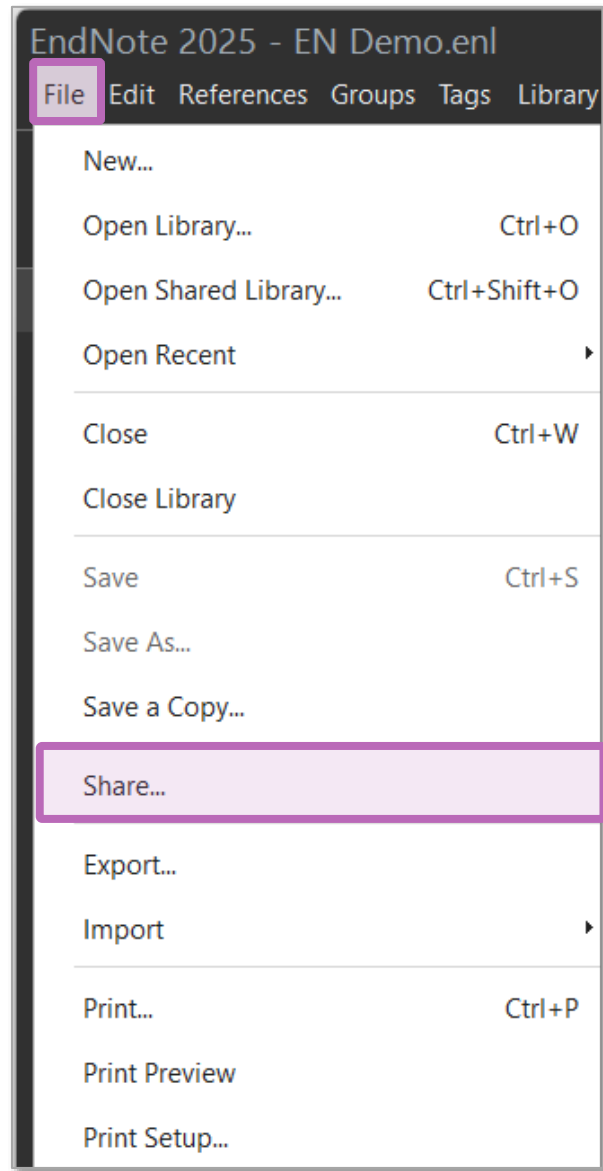 EndNote 2025 - EN Demo.enl
File Edit References Groups Tags Library
New...
Open Library... Ctrl+O
Open Shared Library... Ctrl+Shift+O
Open Recent
Close Ctrl+W
Close Library
Save Ctrl+S
Save As...
Save a Copy...
Share...
Export...
Import
Print... Ctrl+P
Print Preview
Print Setup...